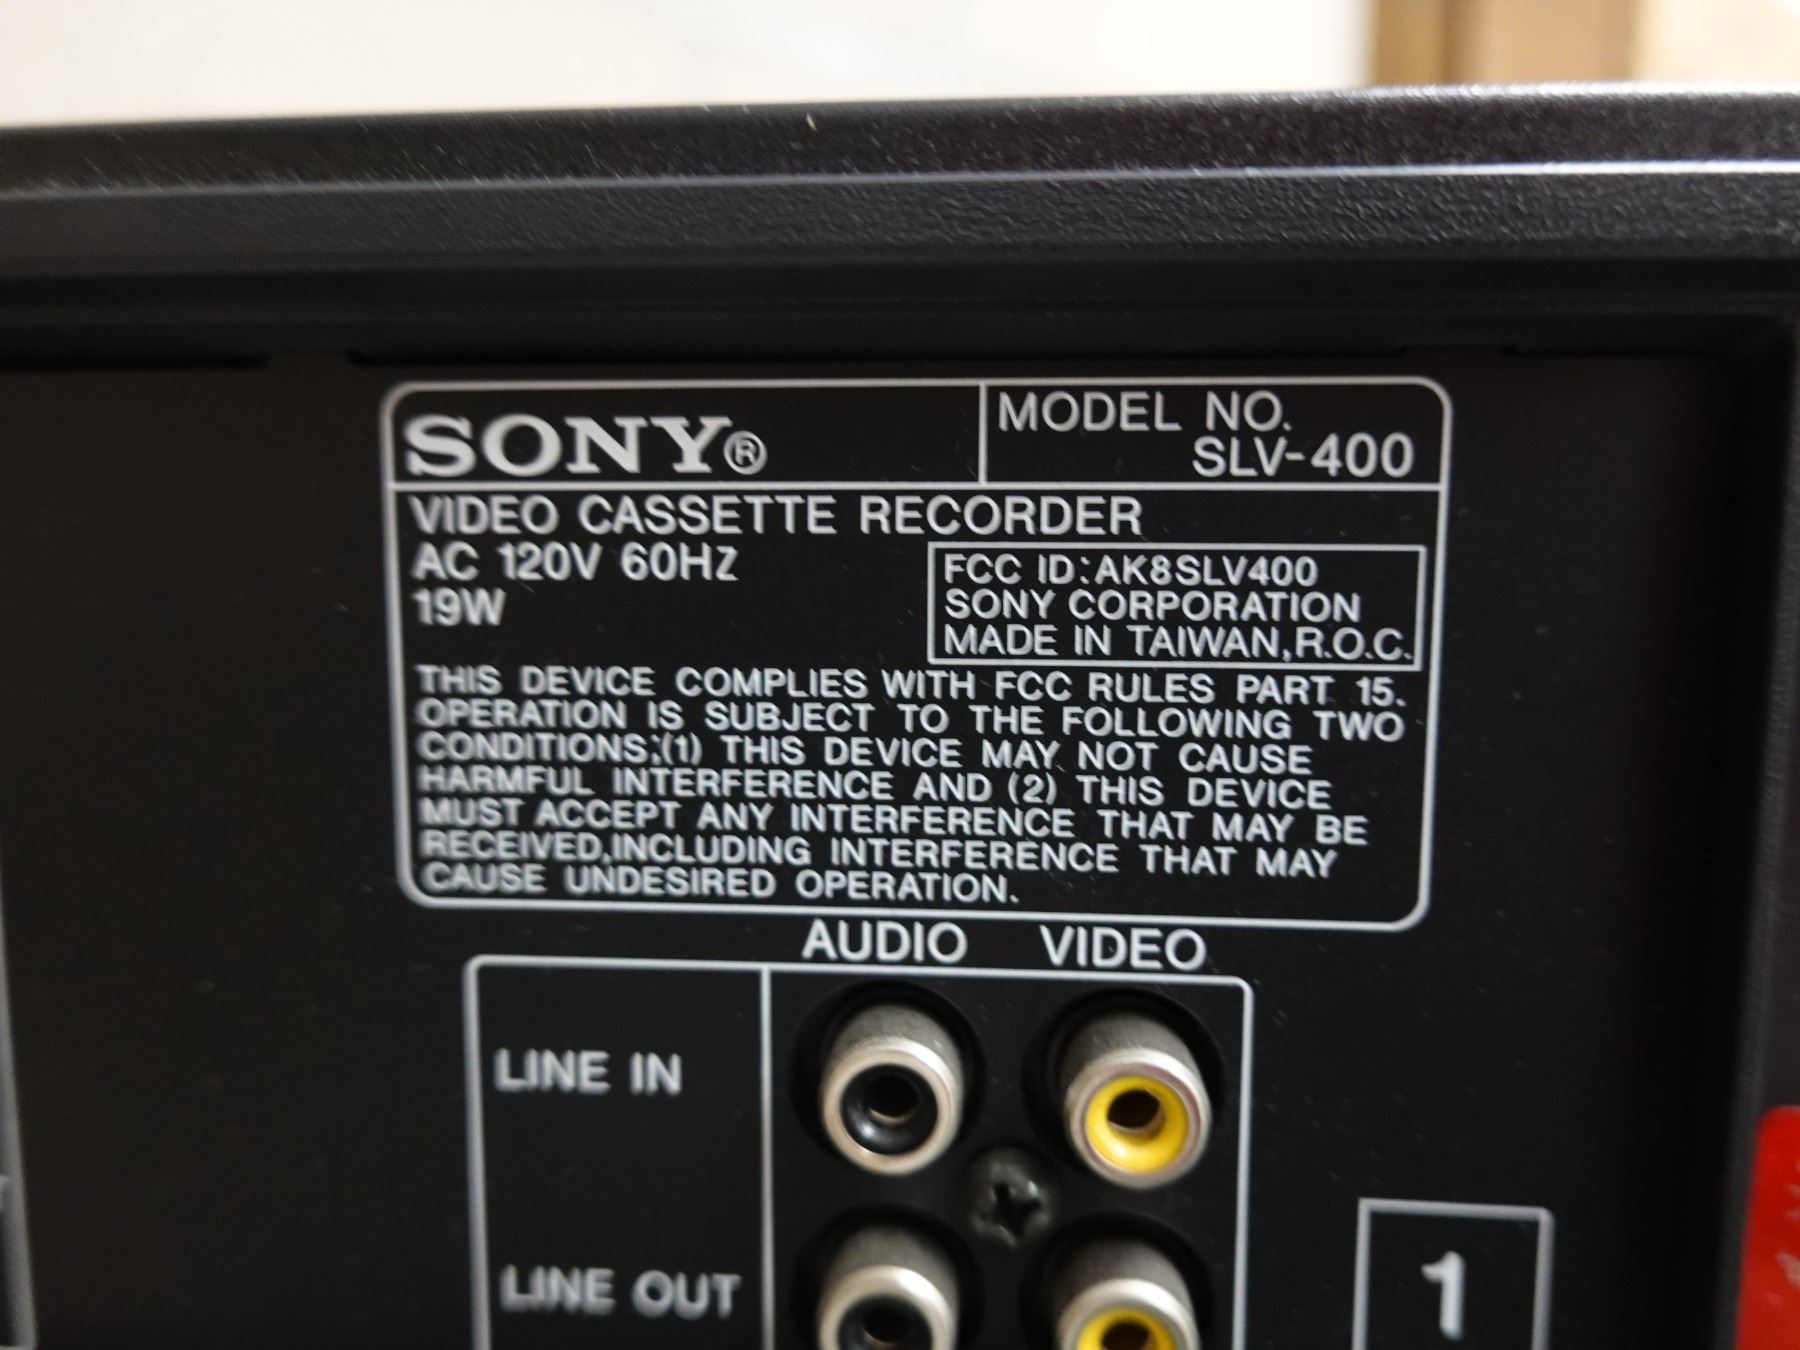 SONY®
MODEL NO.
SLV-400
VIDEO CASSETTE RECORDER
AC 120V 60HZ
19W
FCC ID:AK8SLV400
SONY CORPORATION
MADE IN TAIWAN,R.O.C.
THIS DEVICE COMPLIES WITH FCC RULES PART 15.
OPERATION IS SUBJECT TO THE FOLLOWING TWO
CONDITIONS:(1) THIS DEVICE MAY NOT CAUSE
HARMFUL INTERFERENCE AND (2) THIS DEVICE
MUST ACCEPT ANY INTERFERENCE THAT MAY BE
RECEIVED,INCLUDING INTERFERENCE THAT MAY
CAUSE UNDESIRED OPERATION.
AUDIO VIDEO
LINE IN
LINE OUT
1